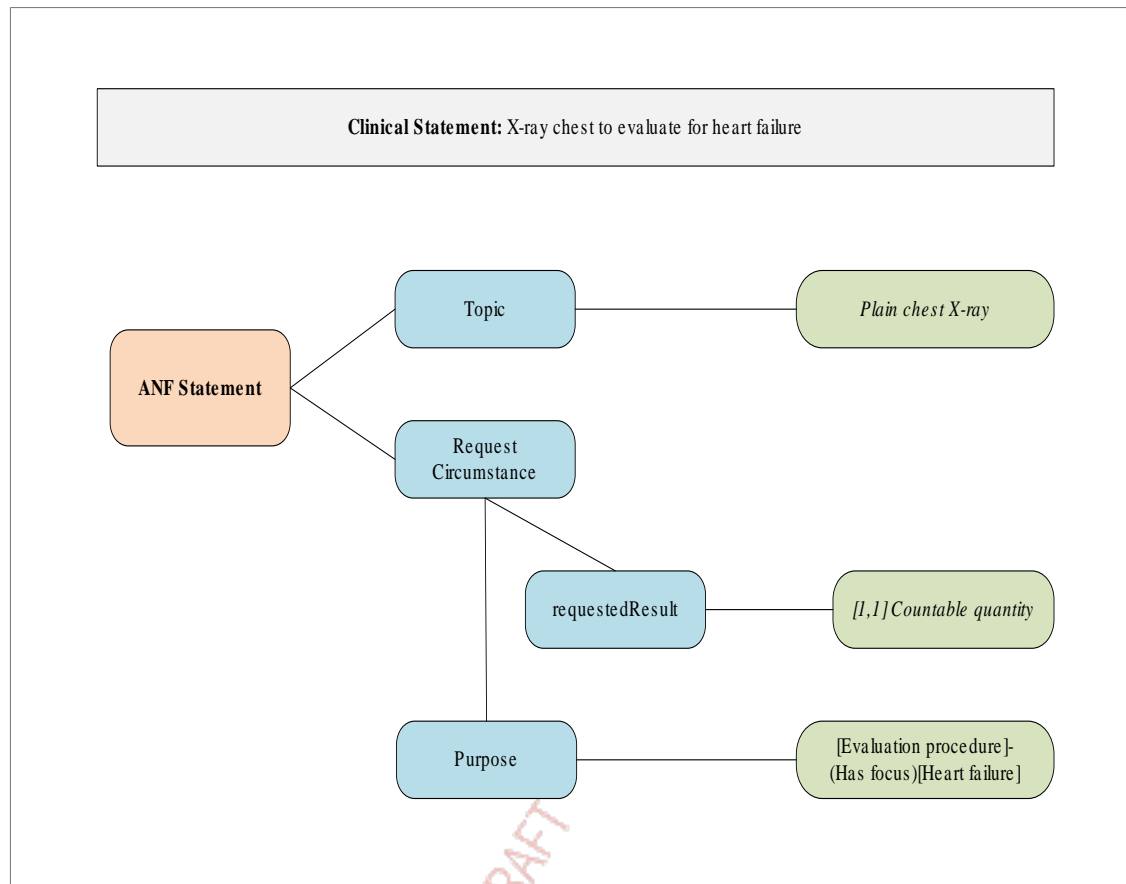 Clinical Statement: X-ray chest to evaluate for heart failure
Topic
Plain chest X-ray
ANF Statement
Request
Circumstance
requestedResult
[1,1] Countable quantity
Purpose
[Evaluation procedure]-
(Has focus)[Heart failure]
RAFT